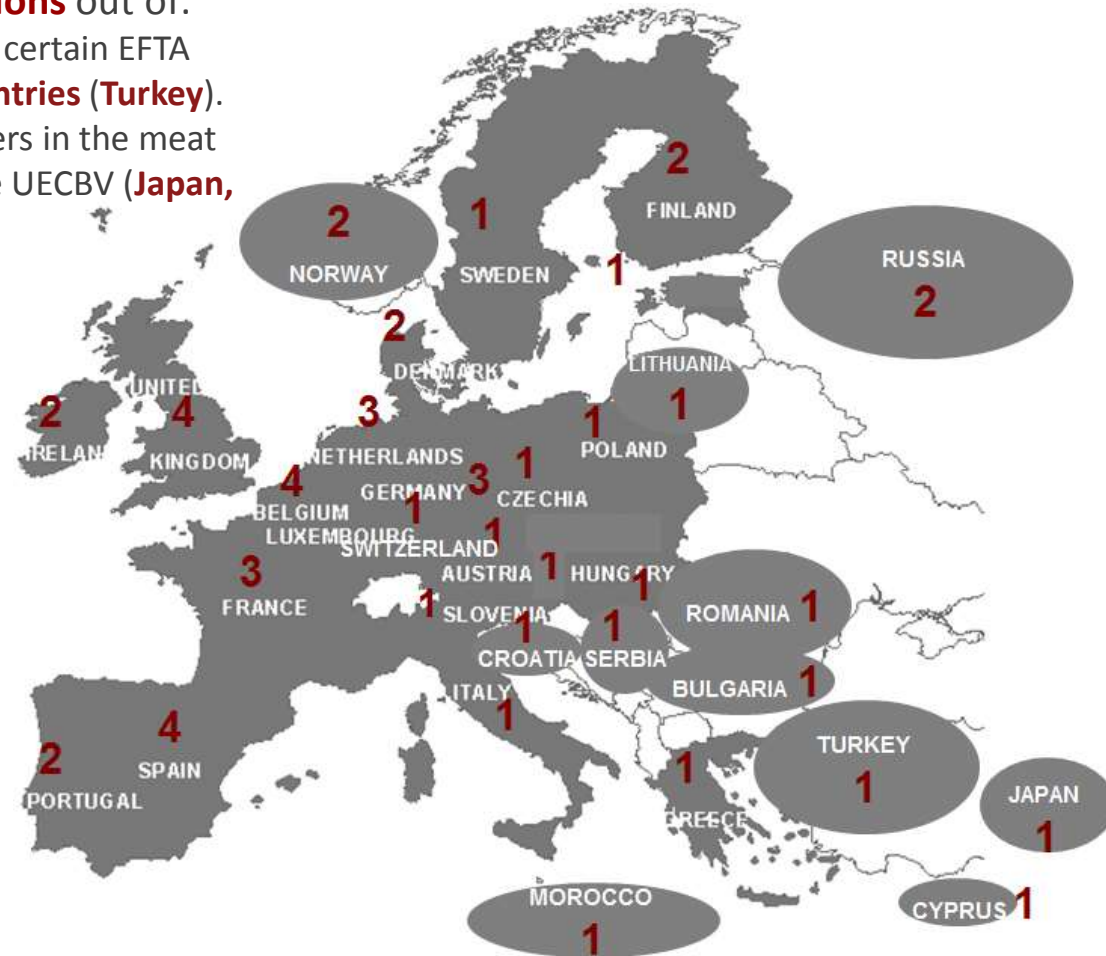 ions out of:
certain EFTA
ntries (Turkey).
ers in the meat
e UECBV (Japan,
2
FINLAND
2
NORWAY
1
SWEDEN
1
RUSSIA
2
2
DENMARK
LITHUANIA
1
UNITED
KINGDOM
4
2
IRELAN
3
NETHERLANDS
1
POLAND
4
BELGIUM
GERMANY 3
1
CZECHIA
LUXEMBOURG
1
SWITZERLAND
1
AUSTRIA
1
HUNGARY
1
3
FRANCE
1
SLOVENIA
1
CROATIA
1
SERBIA
ROMANIA 1
BULGARIA 1
ITALY
1
4
SPAIN
2
PORTUGAL
1
GREECE
TURKEY
1
JAPAN
1
CYPRUS 1
MOROCCO
1